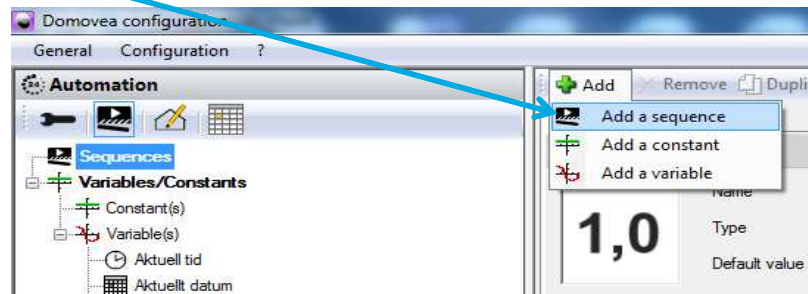 Domovea configuration
General Configuration ?
Automation
Add Remove Dupli
Add a sequence
Add a constant
Add a variable
Sequences
Variables/Constants
Constant(s)
Variable(s)
Aktuell tid
Aktuellt datum
Name
1,0
Type
Default value